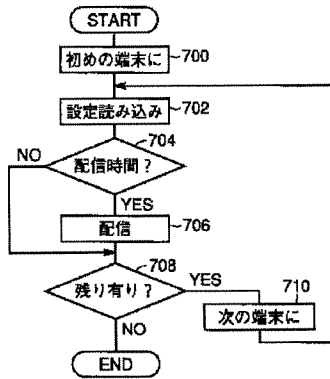 START
初めの端末に
700
設定読み込み
702
704
配信時間?
NO
YES
配信
706
708
残り有り?
YES
710
次の端末に
NO
END